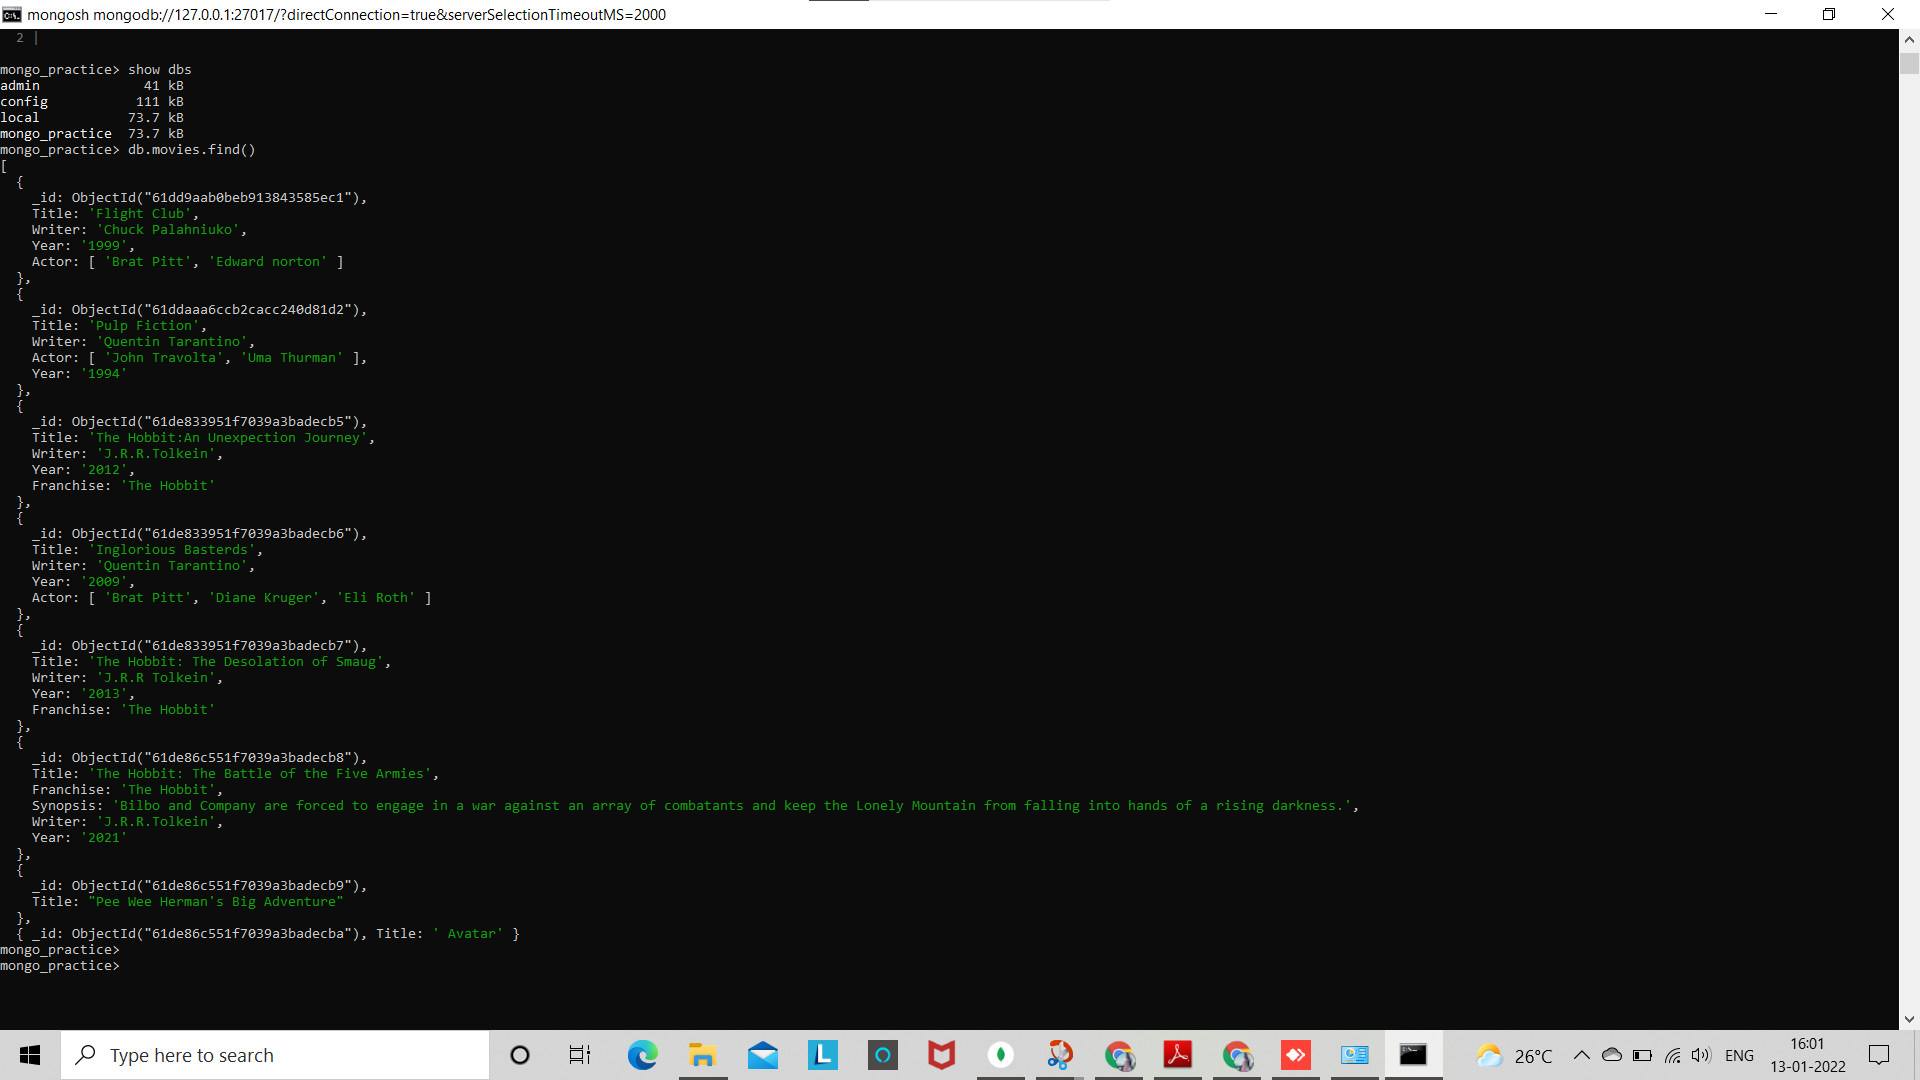 mongosh mongodb://127.0.0.1:27017/?directConnection=true&serverSelectionTimeoutMS=2000
2 |
mongo_practice> show dbs
admin 41 kB
config 111 kB
local 73.7 kB
mongo_practice 73.7 kB
mongo_practice> db.movies.find()
[
{
_id: ObjectId("61dd9aab0beb913843585ec1"),
Title: 'Flight Club',
Writer: 'Chuck Palahniuko',
Year: '1999',
Actor: [ 'Brat Pitt', 'Edward norton' ]
},
{
_id: ObjectId("61ddaaa6ccb2cacc240d81d2"),
Title: 'Pulp Fiction',
Writer: 'Quentin Tarantino',
Actor: [ 'John Travolta', 'Uma Thurman' ],
Year: '1994'
},
{
_id: ObjectId("61de833951f7039a3badecb5"),
Title: 'The Hobbit:An Unexpection Journey',
Writer: 'J.R.R.Tolkein',
Year: '2012',
Franchise: 'The Hobbit'
},
{
_id: ObjectId("61de833951f7039a3badecb6"),
Title: 'Inglorious Basterds',
Writer: 'Quentin Tarantino',
Year: '2009',
Actor: [ 'Brat Pitt', 'Diane Kruger', 'Eli Roth' ]
},
{
_id: ObjectId("61de833951f7039a3badecb7"),
Title: 'The Hobbit: The Desolation of Smaug',
Writer: 'J.R.R Tolkein',
Year: '2013',
Franchise: 'The Hobbit'
},
{
_id: ObjectId("61de86c551f7039a3badecb8"),
Title: 'The Hobbit: The Battle of the Five Armies',
Franchise: 'The Hobbit',
Synopsis: 'Bilbo and Company are forced to engage in a war against an array of combatants and keep the Lonely Mountain from falling into hands of a rising darkness.',
Writer: 'J.R.R.Tolkein',
Year: '2021'
},
{
_id: ObjectId("61de86c551f7039a3badecb9"),
Title: "Pee Wee Herman's Big Adventure"
},
{ _id: ObjectId("61de86c551f7039a3badecba"), Title: ' Avatar' }
mongo_practice>
mongo_practice>
Type here to search
L
26°C
ENG
16:01
13-01-2022